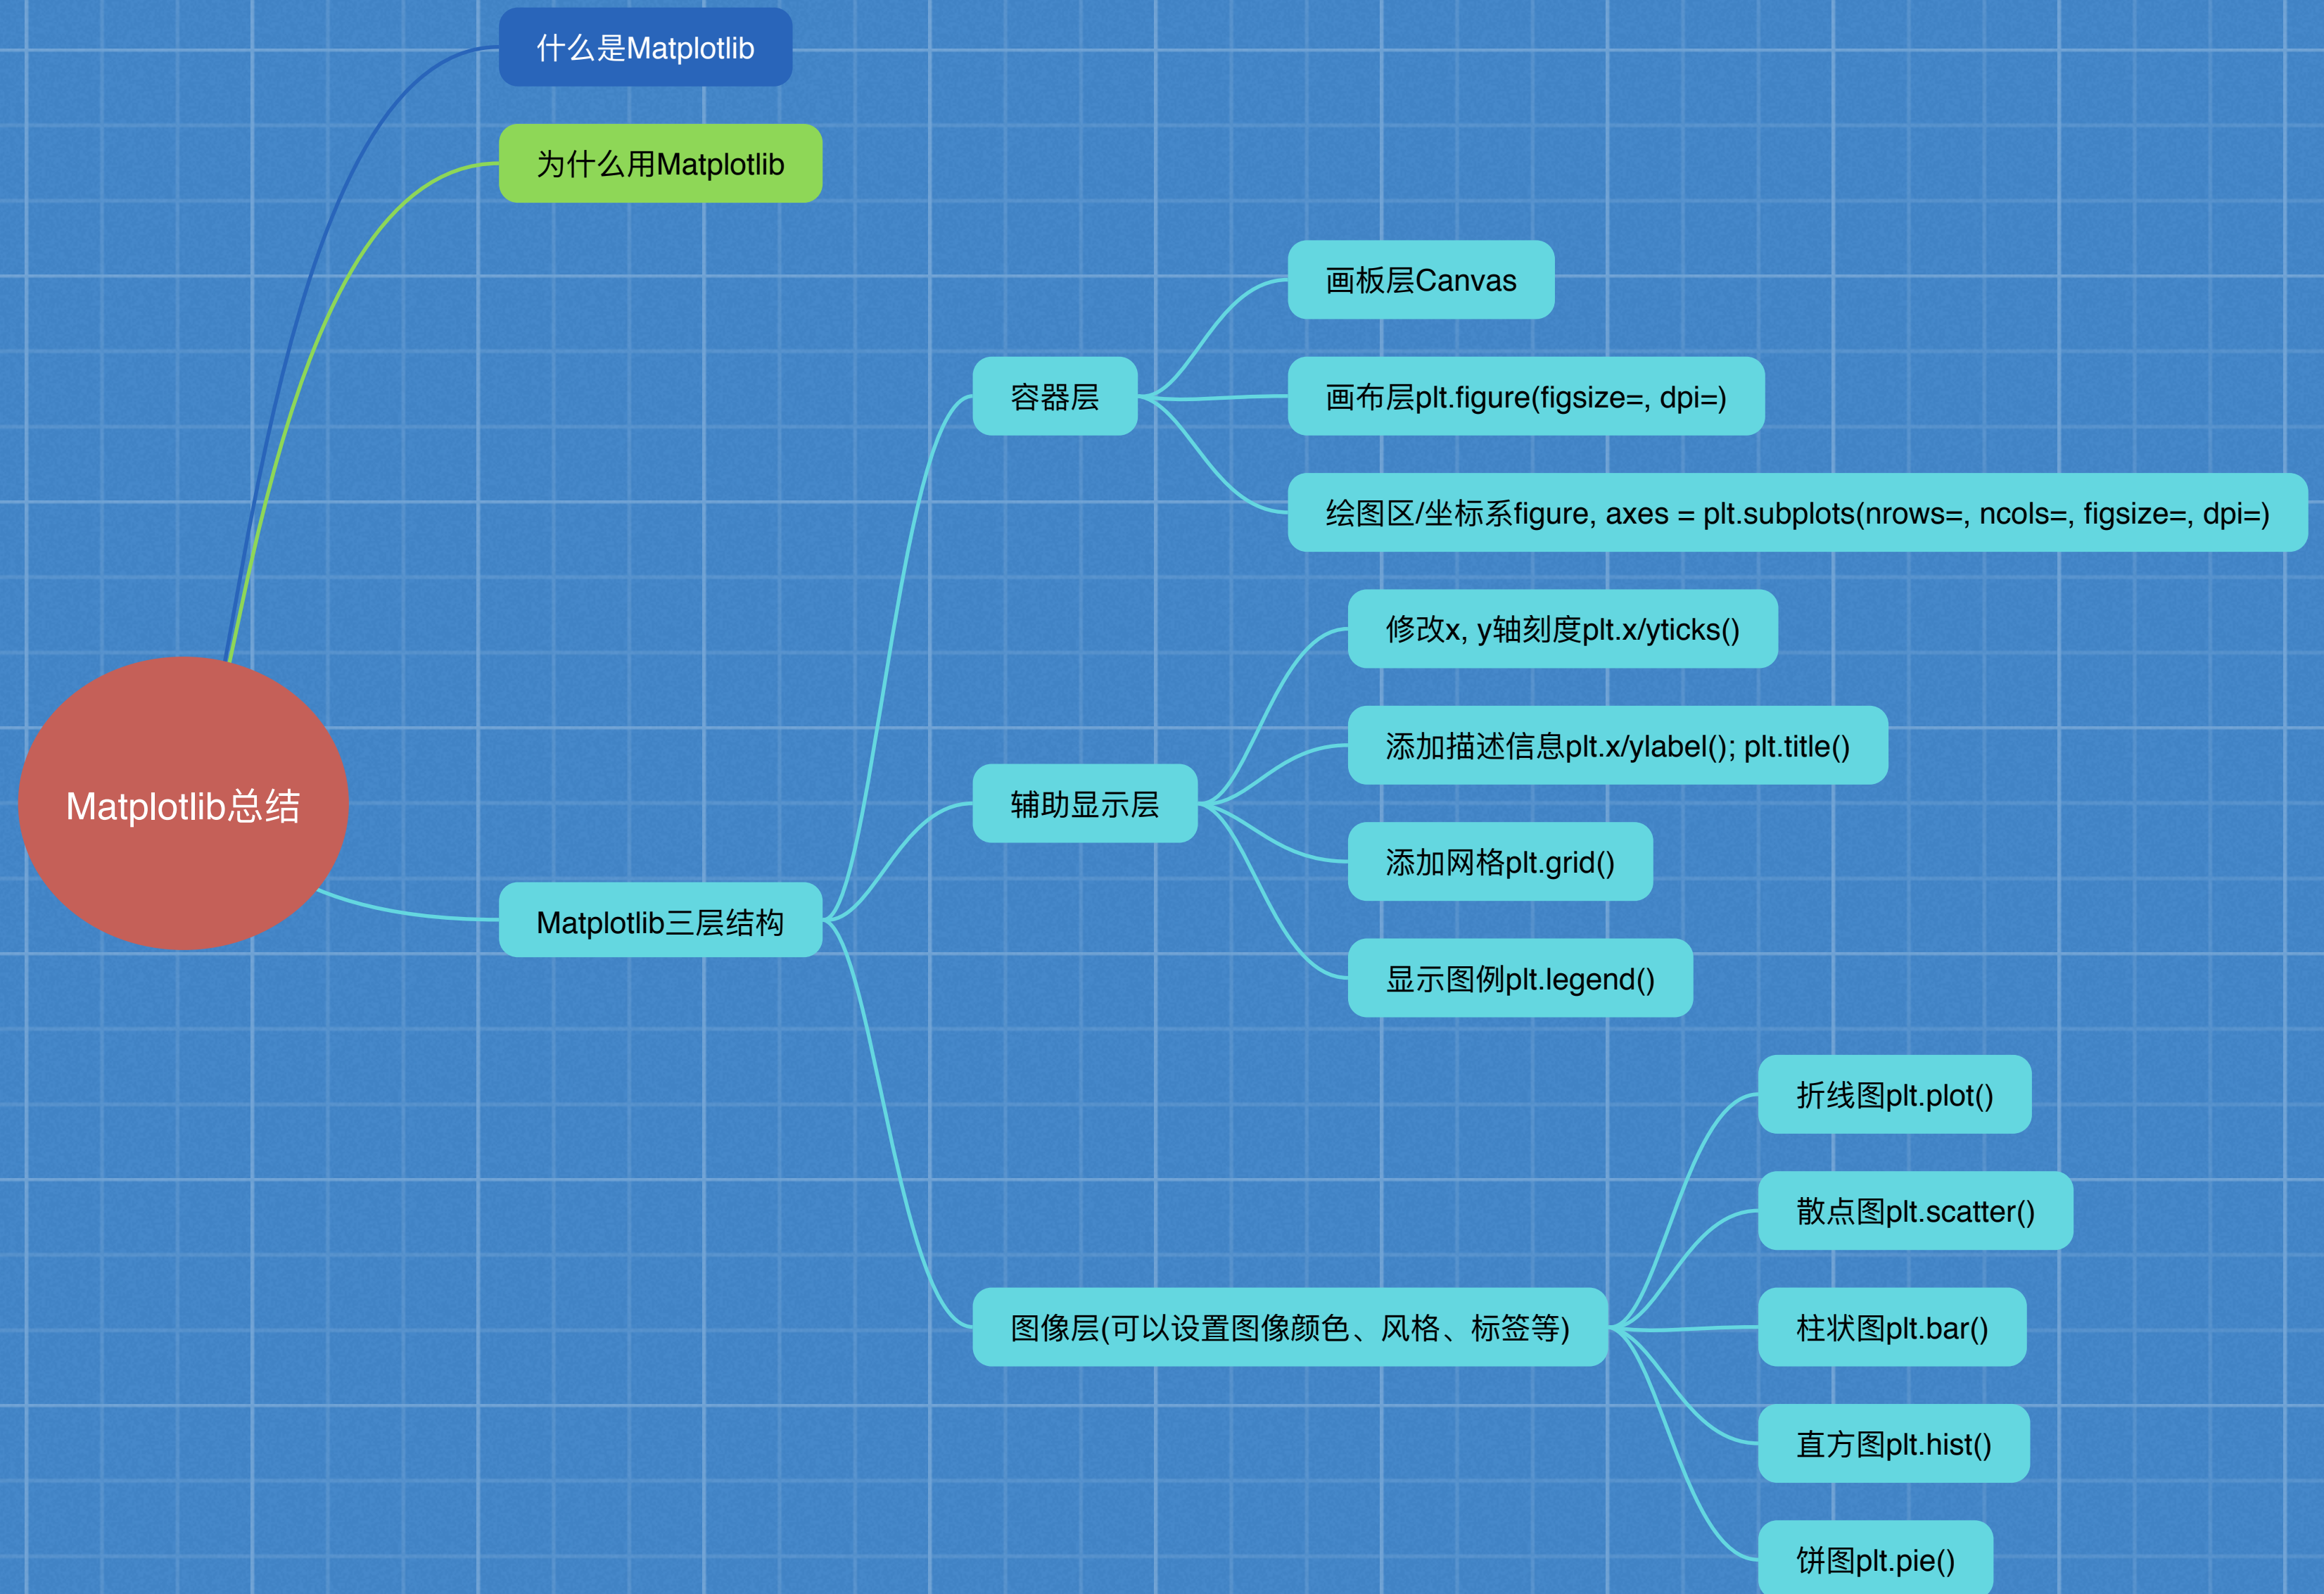 什么是Matplotlib
为什么用Matplotlib
画板层Canvas
容器层
画布层plt.figure(figsize=, dpi=)
绘图区/坐标系figure, axes = plt.subplots(nrows=, ncols=, figsize=, dpi=)
修改x, y轴刻度plt.x/yticks()
添加描述信息plt.x/ylabel(); plt.title()
Matplotlib总结
辅助显示层
添加网格plt.grid()
Matplotlib三层结构
显示图例plt.legend()
折线图plt.plot()
散点图plt.scatter()
图像层(可以设置图像颜色、风格、标签等)
柱状图plt.bar()
直方图plt.hist()
饼图plt.pie()